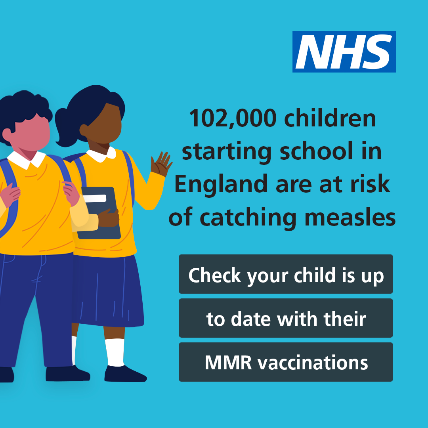 NHS
102,000 children
starting school in
England are at risk
of catching measles
Check your child is up
to date with their
MMR vaccinations